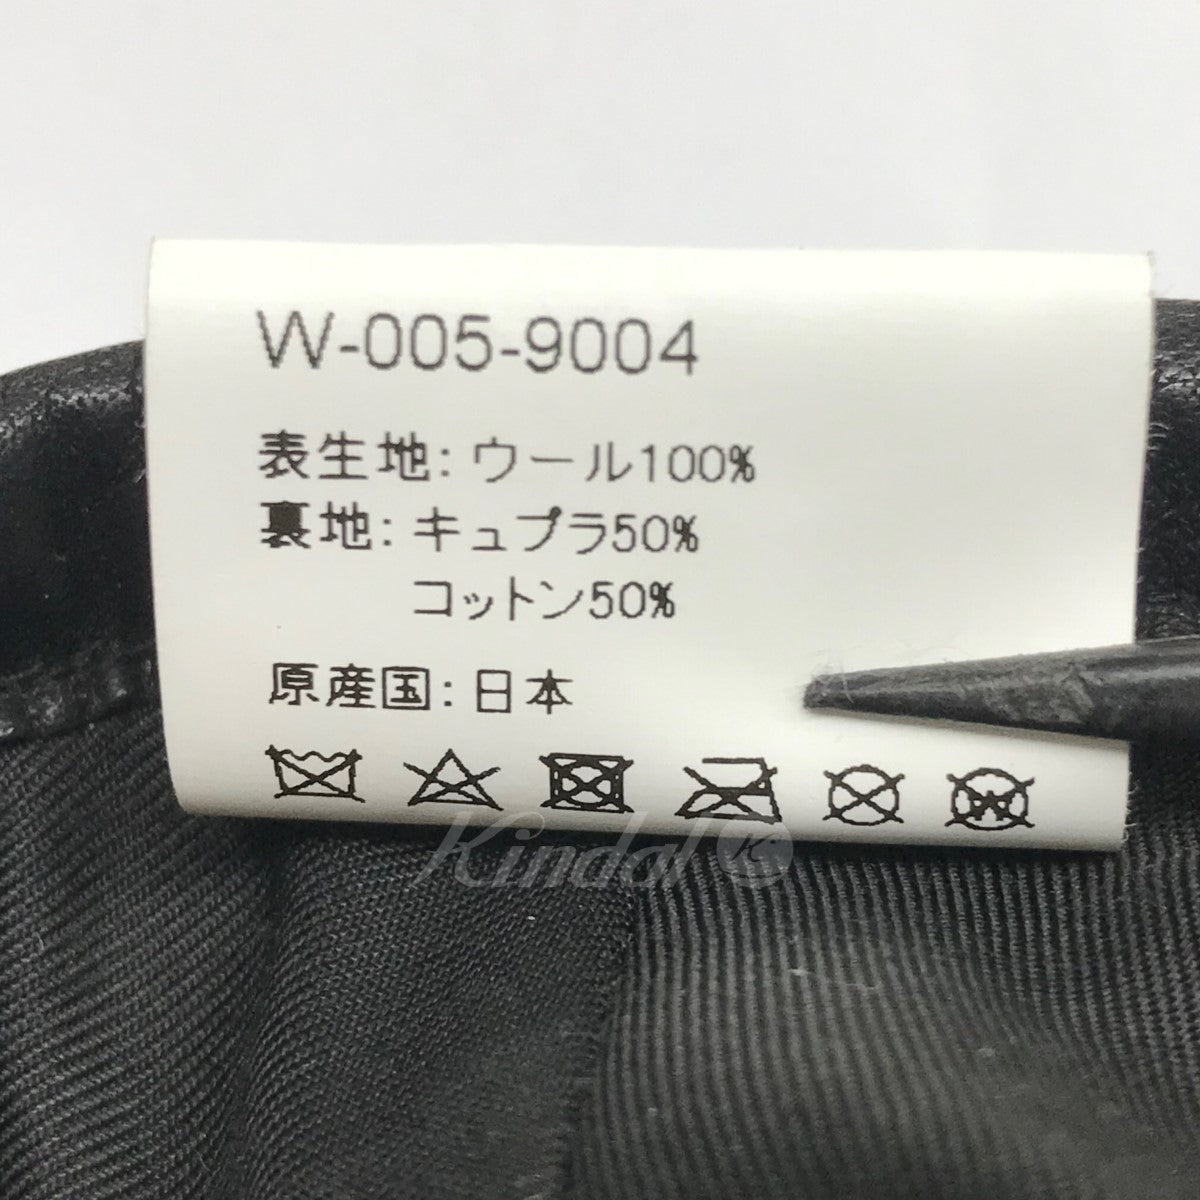 W-005-9004
表生地: ウール100%
裏地: キュプラ50%
コットン50%
原産国: 日本
Kindal